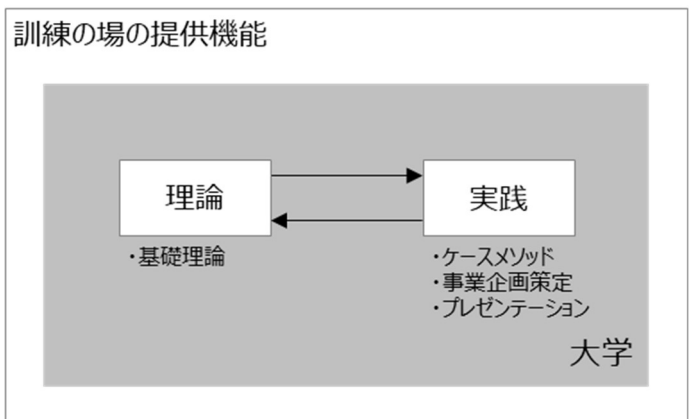 訓練の場の提供機能
理論
実践
・基礎理論
・ケースメソッド
・事業企画策定
・プレゼンテーション
大学